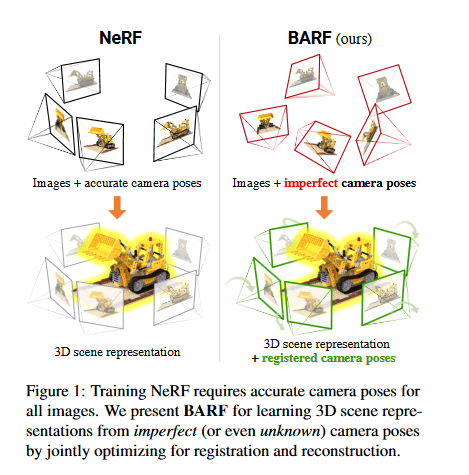 NeRF
BARF (ours)
Images + accurate camera poses
Images + imperfect camera poses
3D scene representation
3D scene representation
+ registered camera poses
Figure 1: Training NeRF requires accurate camera poses for
all images. We present BARF for learning 3D scene repre-
sentations from imperfect (or even unknown) camera poses
by jointly optimizing for registration and reconstruction.